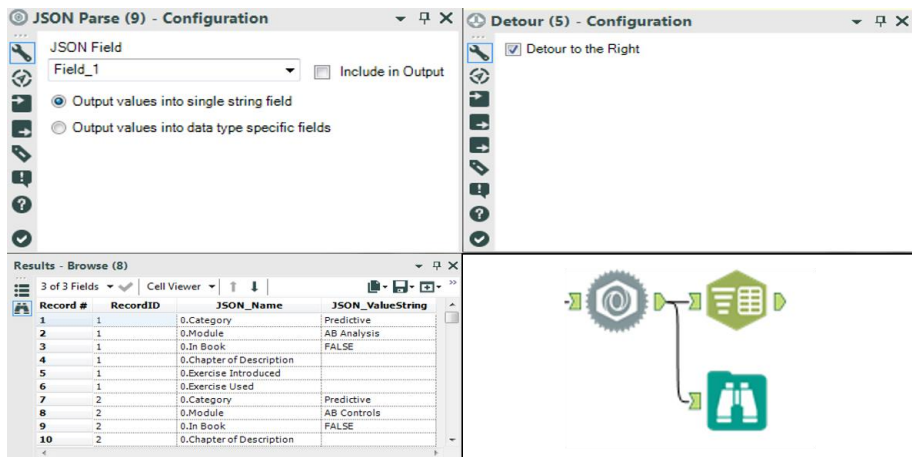 JSON Parse (9) - Configuration
JSON Field
Field_1
Include in Output
Output values into single string field
Output values into data type specific fields
Detour (5) - Configuration
Detour to the Right
Results - Browse (8)
3 of 3 Fields Cell Viewer
Record # RecordID JSON_Name JSON_ValueString
1 1 0.Category Predictive
2 1 0.Module AB Analysis
3 1 0.In Book FALSE
4 1 0.Chapter of Description
5 1 0.Exercise Introduced
6 1 0.Exercise Used
7 2 0.Category Predictive
8 2 0.Module AB Controls
9 2 0.In Book FALSE
10 2 0.Chapter of Description